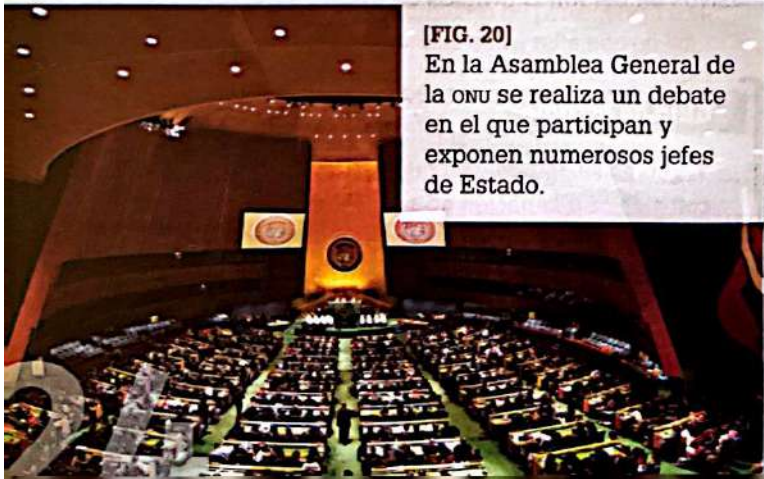 [FIG. 20]
En la Asamblea General de
la ONU se realiza un debate
en el que participan y
exponen numerosos jefes
de Estado.